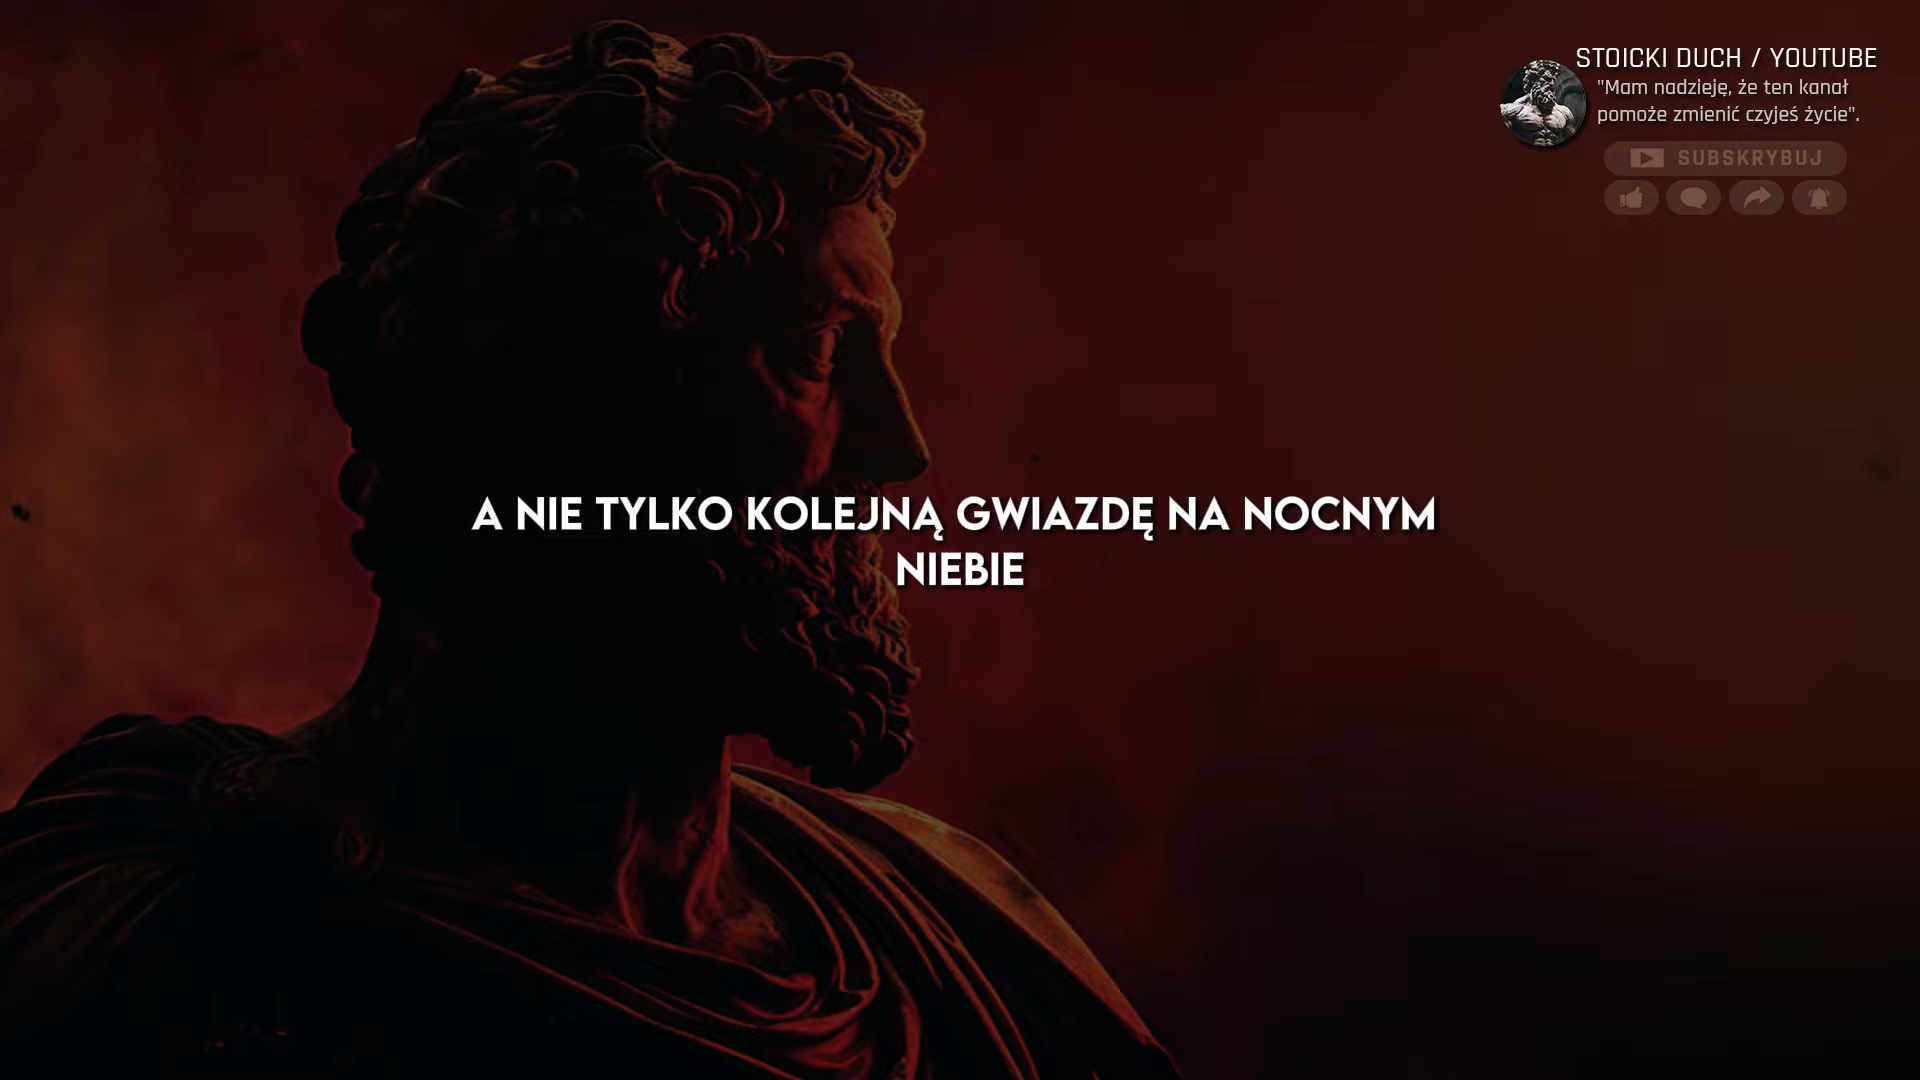 STOICKI DUCH / YOUTUBE
"Mam nadzieję, że ten kanał
pomoże zmienić czyjeś życie".
SUBSKRYBUJ
A NIE TYLKO KOLEJNĄ GWIAZDĘ NA NOCNYM
NIEBIE